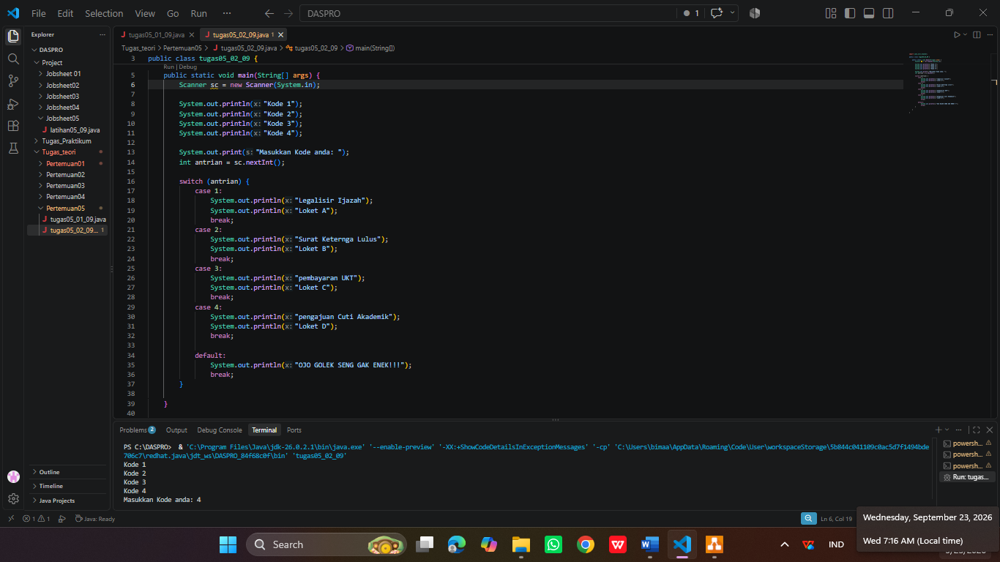 File Edit Selection View Go Run ··· DASPRO 1
Explorer ···
DASPRO
Project
Jobsheet 01
Jobsheet02
Jobsheet03
Jobsheet04
Jobsheet05
latihan05_09.java
Tugas_Praktikum
Tugas_teori
Pertemuan01
Pertemuan02
Pertemuan03
Pertemuan04
Pertemuan05
tugas05_01_09.java
tugas05_02_09... 1
Outline
Timeline
Java Projects
tugas05_01_09.java tugas05_02_09.java 1
Tugas_teori > Pertemuan05 > tugas05_02_09.java > tugas05_02_09 > main(String[])
3 public class tugas05_02_09 {
Run | Debug
5 public static void main(String[] args) {
6 Scanner sc = new Scanner(System.in);
7
8 System.out.println(x: "Kode 1");
9 System.out.println(x: "Kode 2");
10 System.out.println(x: "Kode 3");
11 System.out.println(x: "Kode 4");
12
13 System.out.print(s: "Masukkan Kode anda: ");
14 int antrian = sc.nextInt();
15
16 switch (antrian) {
17 case 1:
18 System.out.println(x: "Legalisir Ijazah");
19 System.out.println(x: "Loket A");
20 break;
21 case 2:
22 System.out.println(x: "Surat Keternga Lulus");
23 System.out.println(x: "Loket B");
24 break;
25 case 3:
26 System.out.println(x: "pembayaran UKT");
27 System.out.println(x: "Loket C");
28 break;
29 case 4:
30 System.out.println(x: "pengajuan Cuti Akademik");
31 System.out.println(x: "Loket D");
32 break;
33
34 default:
35 System.out.println(x: "OJO GOLEK SENG GAK ENEK!!!");
36 break;
37 }
38
39 }
40
Problems 2 Output Debug Console Terminal Ports
PS C:\DASPRO> & 'C:\Program Files\Java\jdk-26.0.2.1\bin\java.exe' '--enable-preview' '-XX:+ShowCodeDetailsInExceptionMessages' '-cp' 'C:\Users\bimaa\AppData\Roaming\Code\User\workspaceStorage\5b844c041109c0ac5d7f1494bde
706c7\redhat.java\jdt_ws\DASPRO_84f68c0f\bin' 'tugas05_02_09'
Kode 1
Kode 2
Kode 3
Kode 4
Masukkan Kode anda: 4
powersh...
powersh...
powersh...
Run: tugas...
1 1 Java: Ready Ln 6, Col 19
Wednesday, September 23, 2026
Wed 7:16 AM (Local time)
Search IND